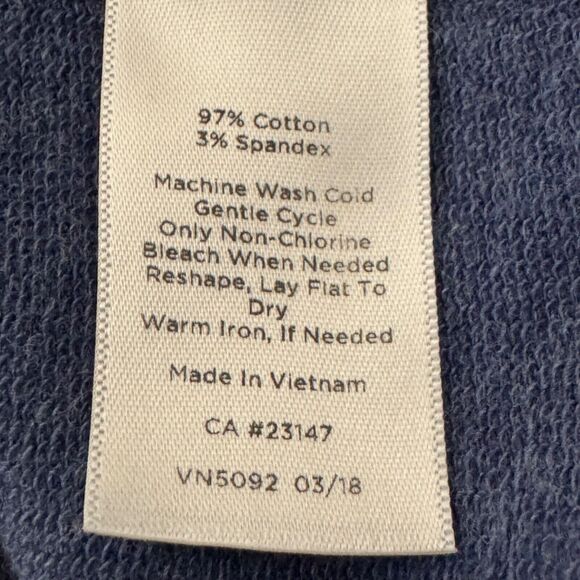 97% Cotton
3% Spandex
Machine Wash Cold
Gentle Cycle
Only Non-Chlorine
Bleach When Needed
Reshape, Lay Flat To
Dry
Warm Iron, If Needed
Made In Vietnam
CA #23147
VN5092 03/18